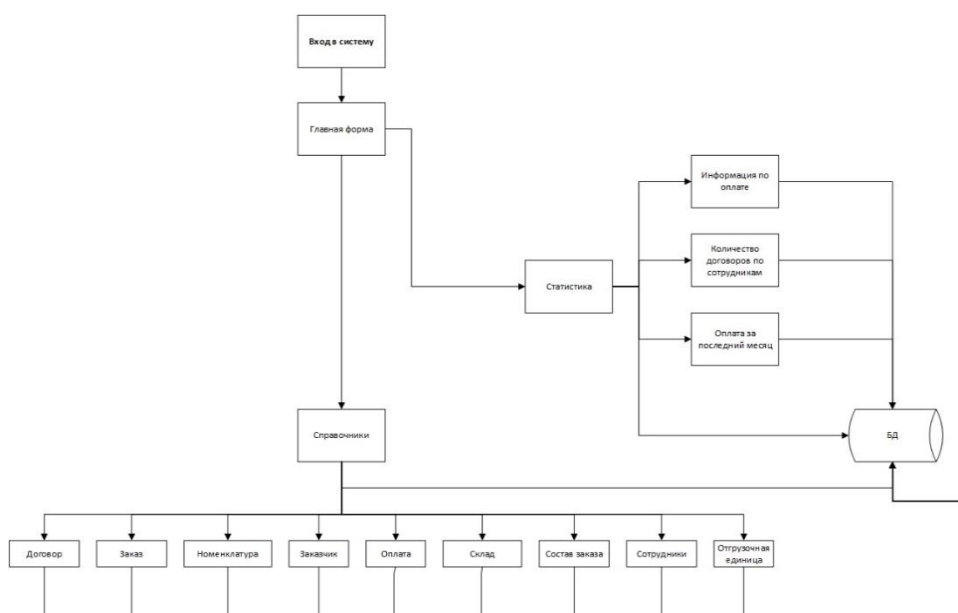 Вход в систему
Главная форма
Информация по
оплате
Количество
договоров по
сотрудникам
Статистика
Оплата за
последний месяц
Справочники
БД
Договор
Заказ
Номенклатура
Заказчик
Оплата
Склад
Состав заказа
Сотрудники
Отгрузочная
единица